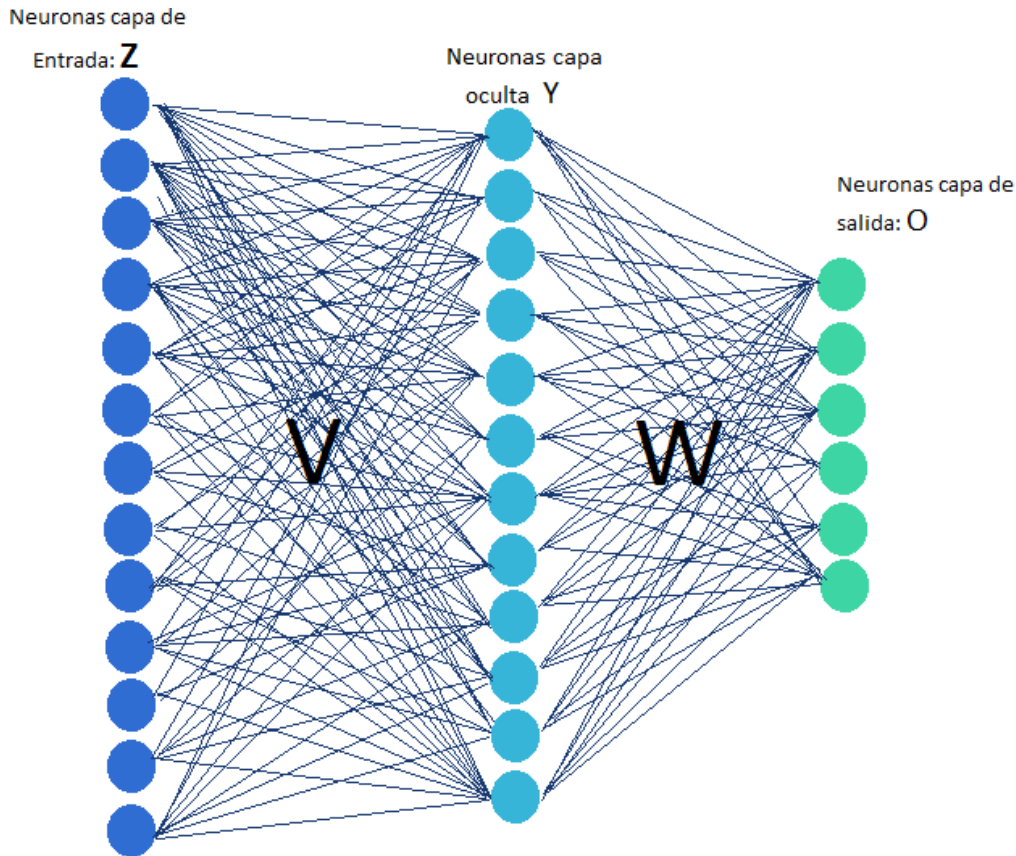 Neuronas capa de
Entrada: Z
Neuronas capa
oculta Y
Neuronas capa de
salida: O
V
W